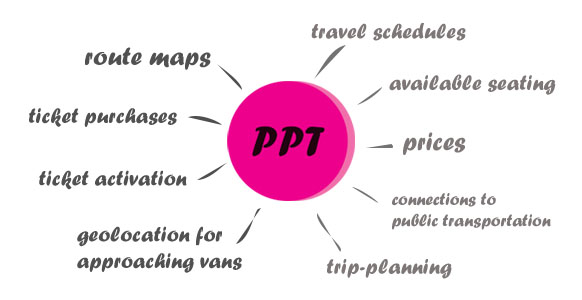 travel schedules
route maps
available seating
ticket purchases
PPT
prices
ticket activation
connections to
public transportation
geolocation for
approaching vans
trip-planning